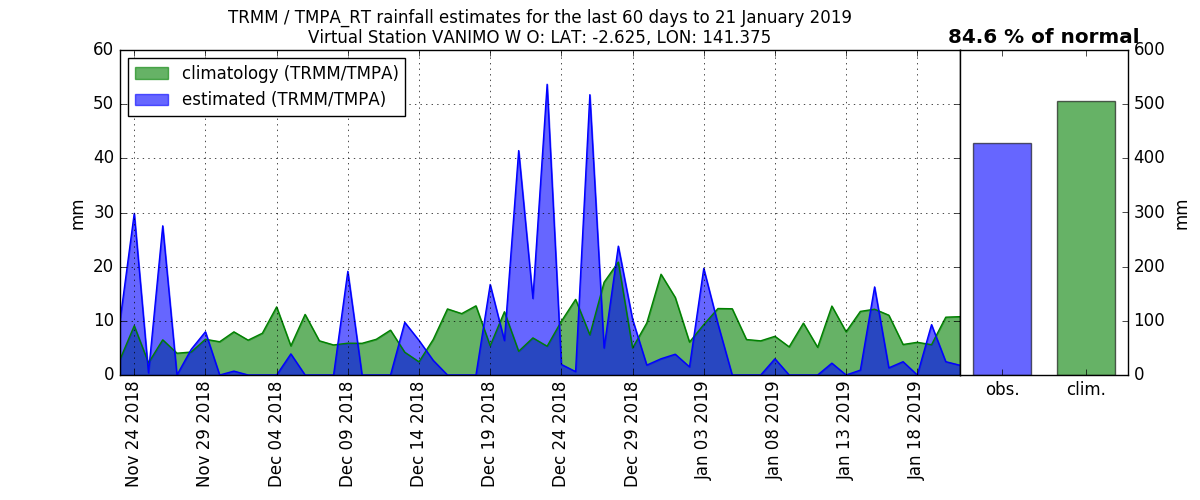 TRMM / TMPA_RT rainfall estimates for the last 60 days to 21 January 2019
Virtual Station VANIMO W O: LAT: -2.625, LON: 141.375
84.6 % of normal
climatology (TRMM/TMPA)
estimated (TRMM/TMPA)
60
50
40
30
20
10
0
mm
600
500
400
300
200
100
0
mm
obs.
clim.
Nov 24 2018
Nov 29 2018
Dec 04 2018
Dec 09 2018
Dec 14 2018
Dec 19 2018
Dec 24 2018
Dec 29 2018
Jan 03 2019
Jan 08 2019
Jan 13 2019
Jan 18 2019